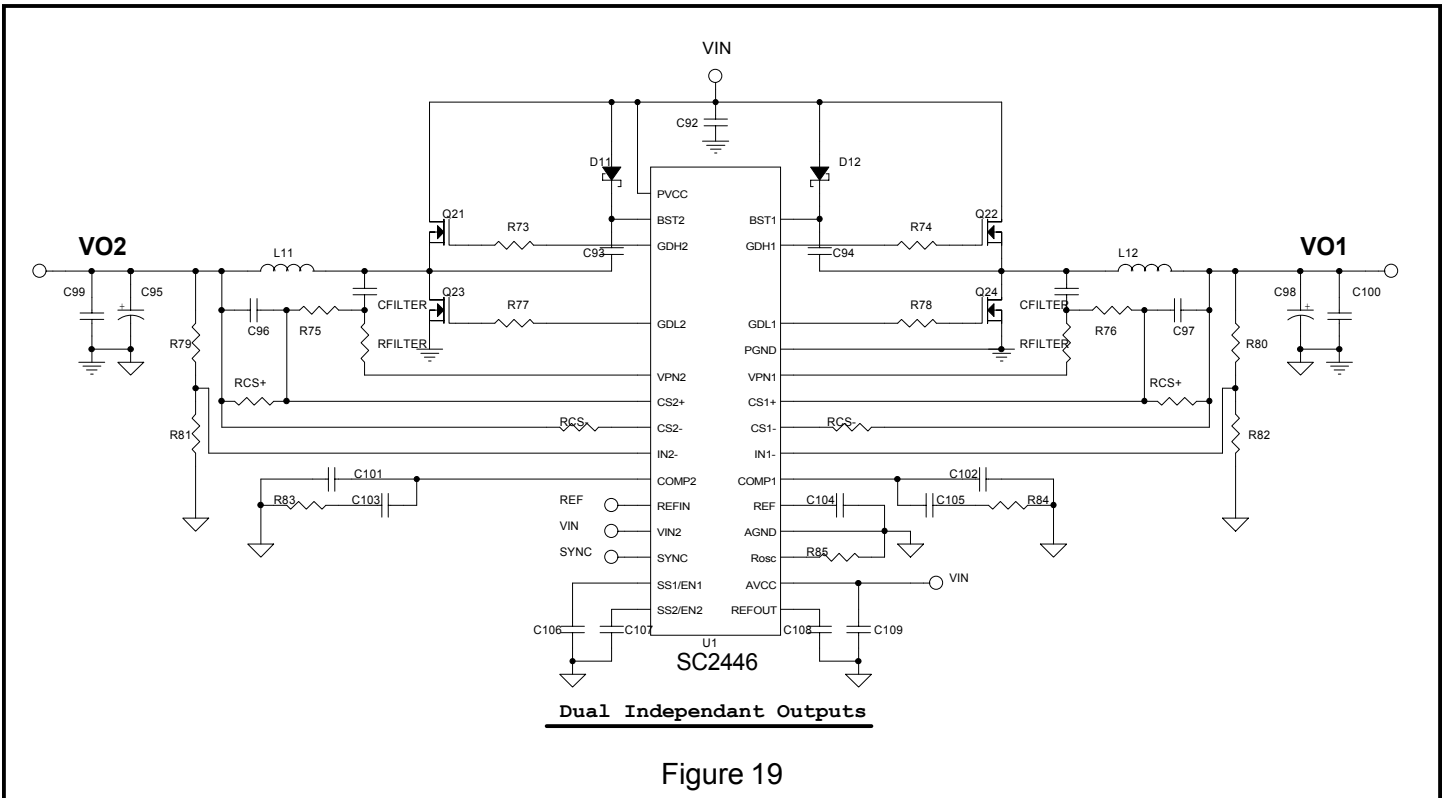 VIN
C92
D11
D12
PVCC
Q21
Q22
R73
BST2
BST1
R74
GDH2
GDH1
VO2
VO1
L11
C93
C94
L12
C99
C95
Q23
Q24
C98
C100
CFILTER
CFILTER
C96
R75
R77
GDL2
GDL1
R78
R76
C97
R79
RFILTER
PGND
RFILTER
R80
VPN2
VPN1
RCS+
RCS+
CS2+
CS1+
R81
RCS-
CS2-
CS1-
RCS-
R82
IN2-
IN1-
C101
COMP2
COMP1
C102
R83
C103
REF
REFIN
REF
C104
C105
R84
VIN
VIN2
AGND
SYNC
SYNC
Rosc
R85
SS1/EN1
AVCC
VIN
SS2/EN2
REFOUT
C106
C107
C108
C109
U1
SC2446
Dual Independant Outputs
Figure 19